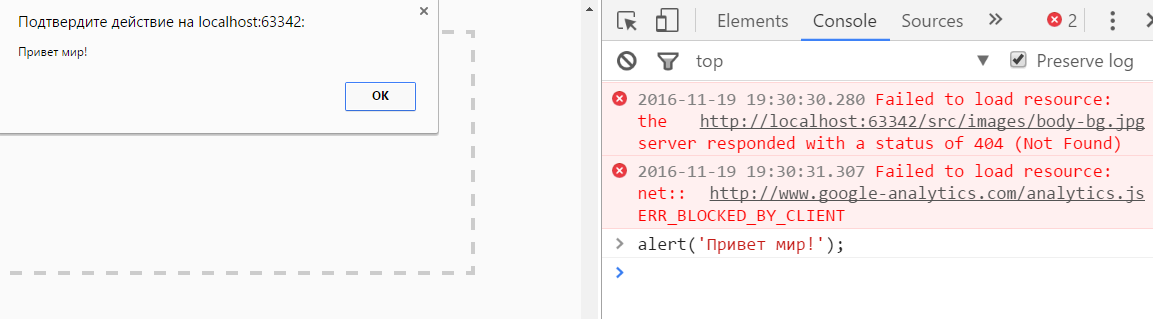 Подтвердите действие на localhost:63342:
Привет мир!
OK
Elements Console Sources 2
top Preserve log
2016-11-19 19:30:30.280 Failed to load resource:
the http://localhost:63342/src/images/body-bg.jpg
server responded with a status of 404 (Not Found)
2016-11-19 19:30:31.307 Failed to load resource:
net:: http://www.google-analytics.com/analytics.js
ERR_BLOCKED_BY_CLIENT
alert('Привет мир!');